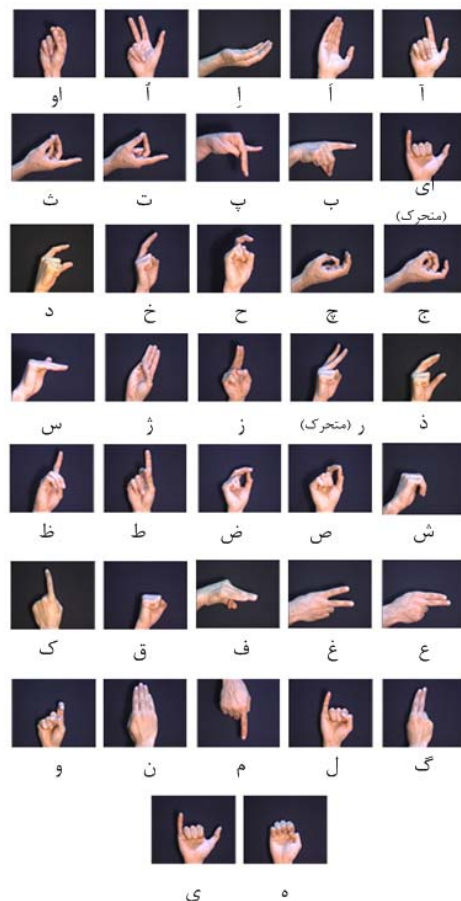 آ اَ اِ اُ او
ای ب پ ت ث
(متحرک)
ج چ ح خ د
ذ ر (متحرک) ز ژ س
ش ص ض ط ظ
ع غ ف ق ک
گ ل م ن و
ه ی